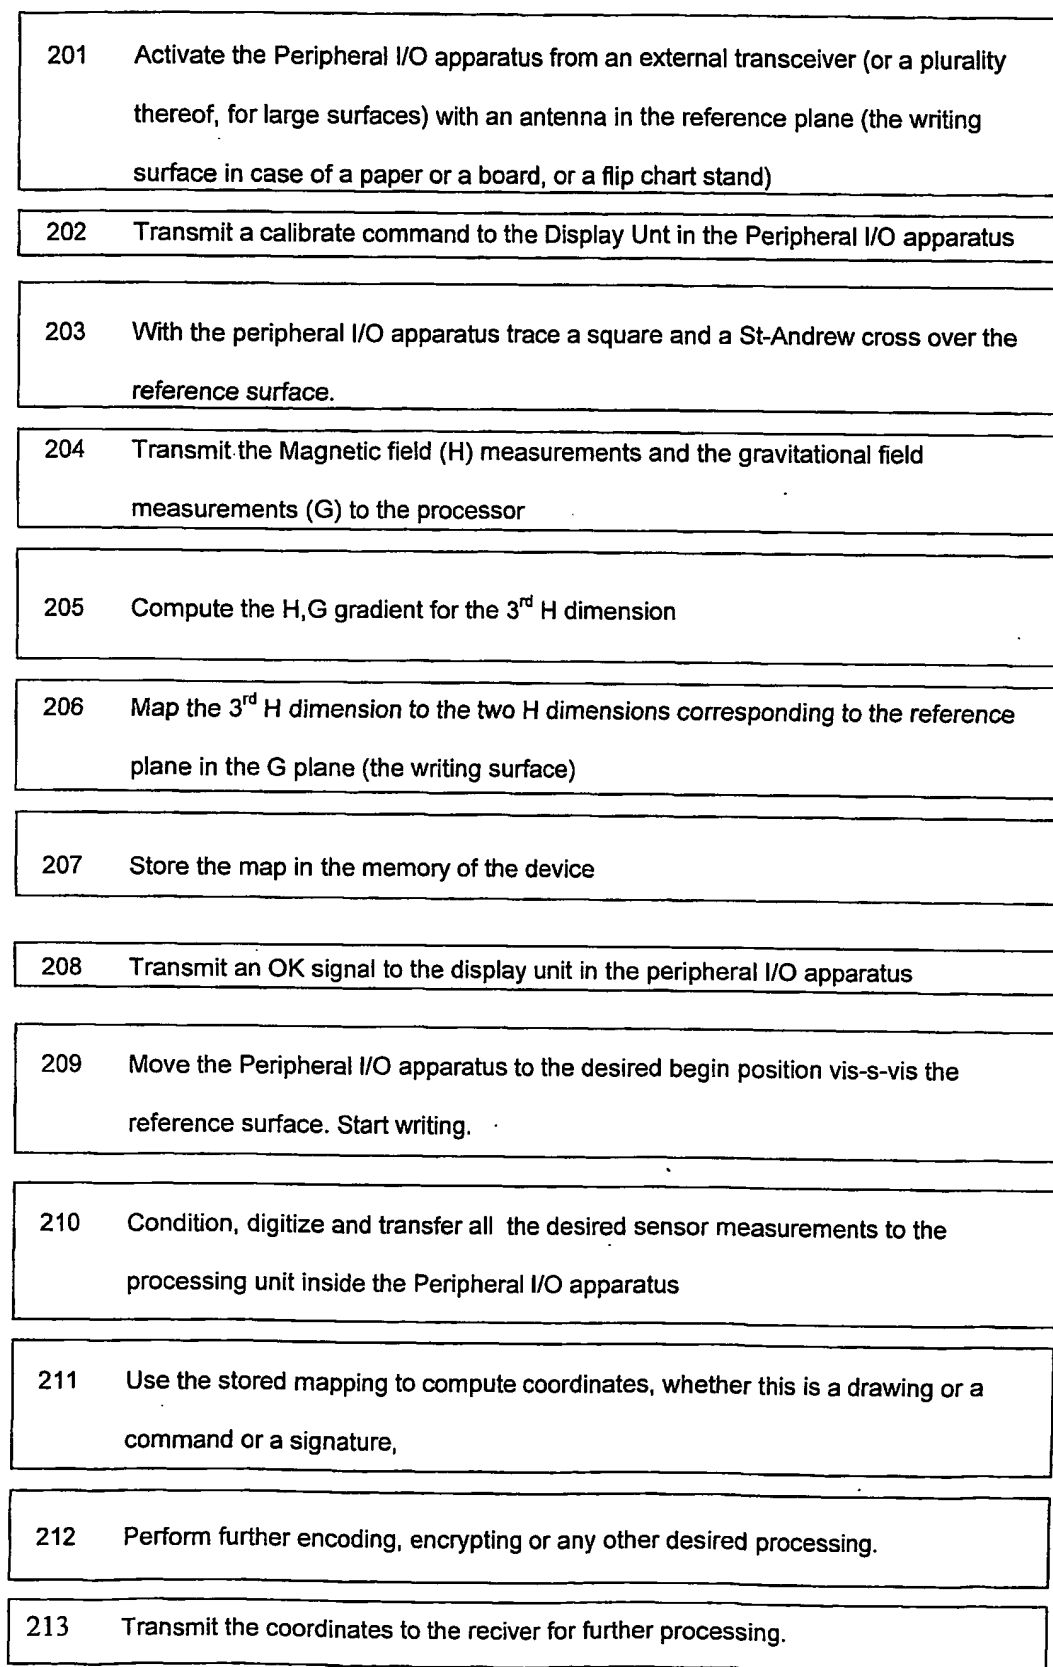 201 Activate the Peripheral I/O apparatus from an external transceiver (or a plurality
thereof, for large surfaces) with an antenna in the reference plane (the writing
surface in case of a paper or a board, or a flip chart stand)
202 Transmit a calibrate command to the Display Unt in the Peripheral I/O apparatus
203 With the peripheral I/O apparatus trace a square and a St-Andrew cross over the
reference surface.
204 Transmit the Magnetic field (H) measurements and the gravitational field
measurements (G) to the processor
205 Compute the H,G gradient for the 3rd H dimension
206 Map the 3rd H dimension to the two H dimensions corresponding to the reference
plane in the G plane (the writing surface)
207 Store the map in the memory of the device
208 Transmit an OK signal to the display unit in the peripheral I/O apparatus
209 Move the Peripheral I/O apparatus to the desired begin position vis-s-vis the
reference surface. Start writing.
210 Condition, digitize and transfer all the desired sensor measurements to the
processing unit inside the Peripheral I/O apparatus
211 Use the stored mapping to compute coordinates, whether this is a drawing or a
command or a signature,
212 Perform further encoding, encrypting or any other desired processing.
213 Transmit the coordinates to the reciver for further processing.